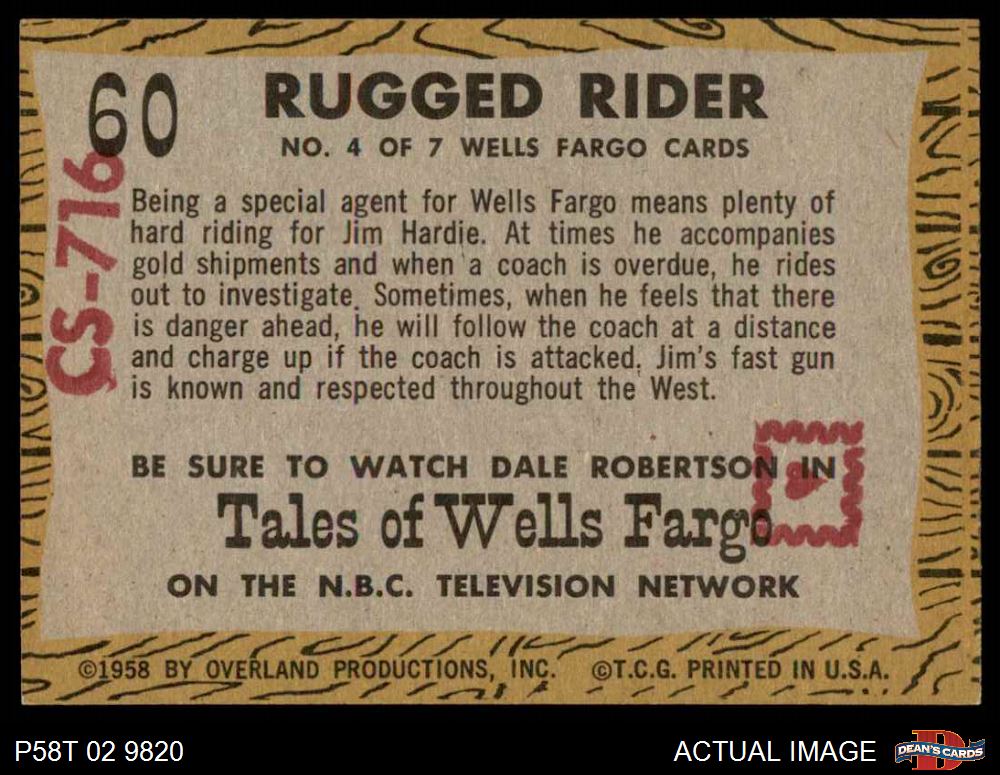 60
RUGGED RIDER
NO. 4 OF 7 WELLS FARGO CARDS
CS-716
Being a special agent for Wells Fargo means plenty of
hard riding for Jim Hardie. At times he accompanies
gold shipments and when a coach is overdue, he rides
out to investigate. Sometimes, when he feels that there
is danger ahead, he will follow the coach at a distance
and charge up if the coach is attacked. Jim's fast gun
is known and respected throughout the West.
BE SURE TO WATCH DALE ROBERTSON IN
Tales of Wells Fargo
ON THE N.B.C. TELEVISION NETWORK
©1958 BY OVERLAND PRODUCTIONS, INC. ©T.C.G. PRINTED IN U.S.A.
P58T 02 9820
ACTUAL IMAGE
DEAN'S CARDS